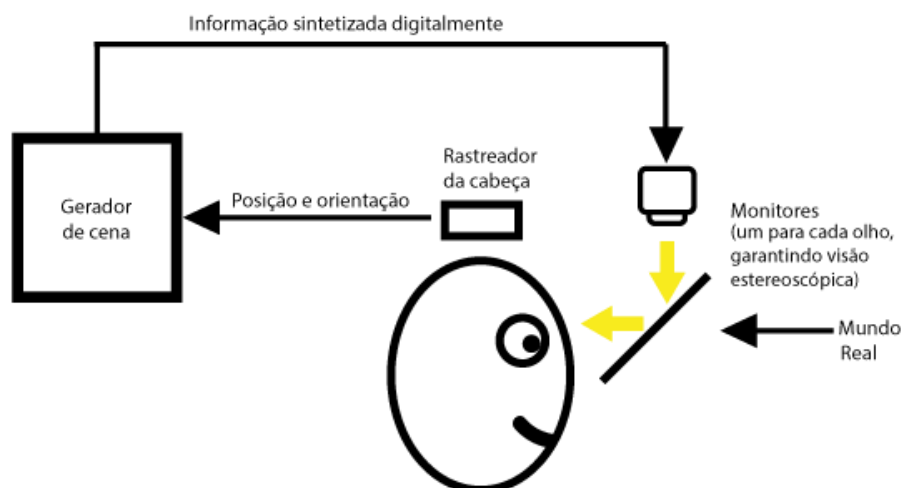 Informação sintetizada digitalmente
Rastreador
da cabeça
Gerador
de cena
Posição e orientação
Monitores
(um para cada olho,
garantindo visão
estereoscópica)
Mundo
Real